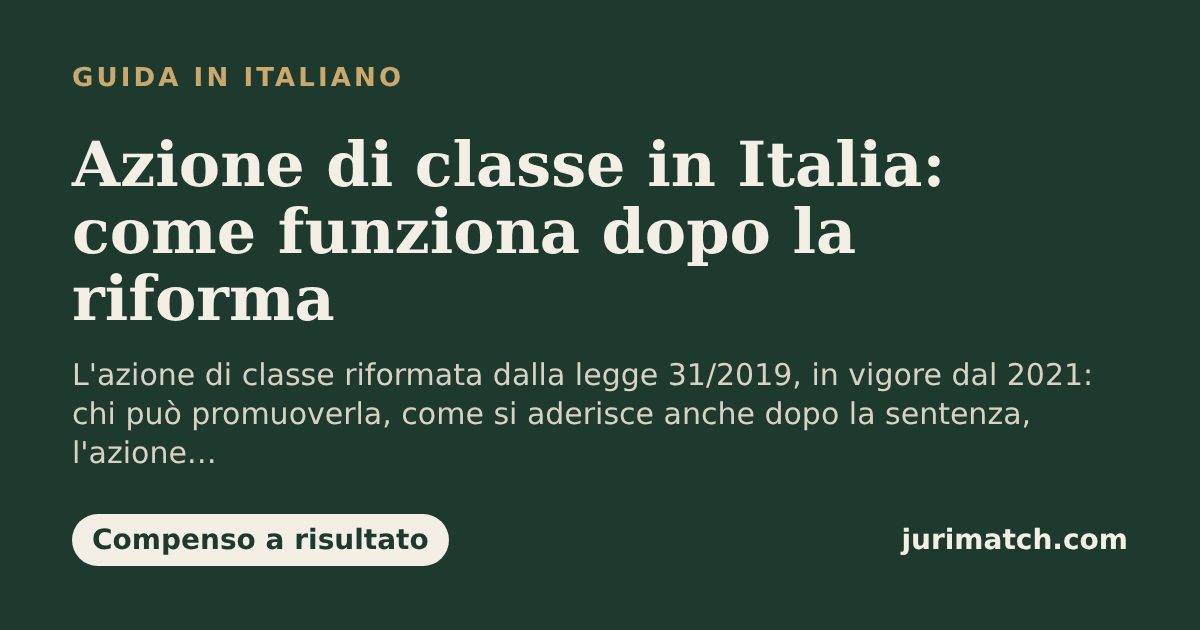 GUIDA IN ITALIANO
Azione di classe in Italia:
come funziona dopo la
riforma
L'azione di classe riformata dalla legge 31/2019, in vigore dal 2021:
chi può promuoverla, come si aderisce anche dopo la sentenza,
l'azione…
Compenso a risultato
jurimatch.com